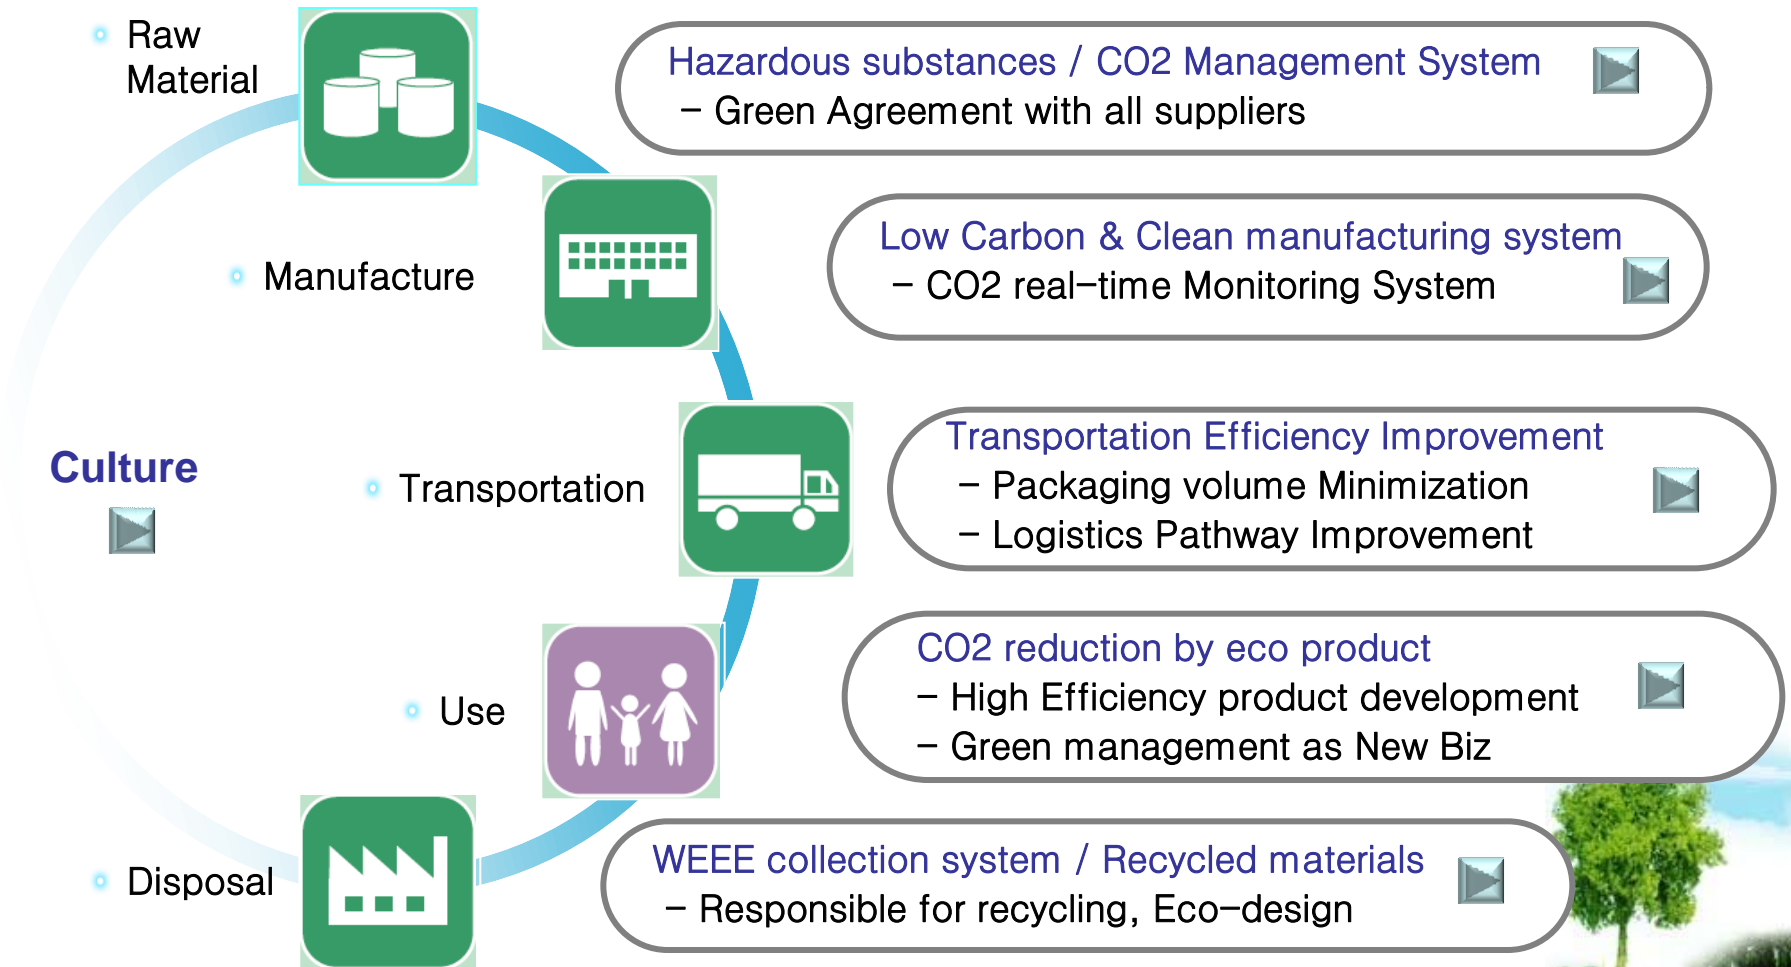 Raw
Material
Hazardous substances / CO2 Management System
- Green Agreement with all suppliers
Manufacture
Low Carbon & Clean manufacturing system
- CO2 real-time Monitoring System
Culture
Transportation
Transportation Efficiency Improvement
- Packaging volume Minimization
- Logistics Pathway Improvement
Use
CO2 reduction by eco product
- High Efficiency product development
- Green management as New Biz
Disposal
WEEE collection system / Recycled materials
- Responsible for recycling, Eco-design